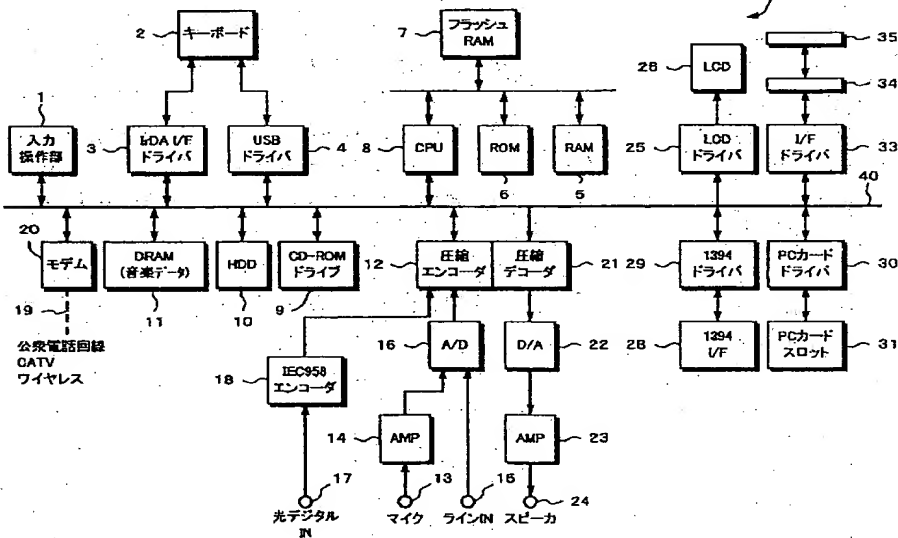 2
キーボード
7
フラッシュ
RAM
26
LCD
35
34
1
入力
操作部
3
IrDA I/F
ドライバ
USB
ドライバ
4
8
CPU
ROM
6
RAM
5
25
LCD
ドライバ
I/F
ドライバ
33
40
20
モデム
DRAM
(音楽データ)
11
HDD
10
CD-ROM
ドライブ
9
12
圧縮
エンコーダ
圧縮
デコーダ
21
29
1394
ドライバ
PCカード
ドライバ
30
19
公衆電話回線
CATV
ワイヤレス
18
IEC958
エンコーダ
16
A/D
D/A
22
28
1394
I/F
PCカード
スロット
31
14
AMP
AMP
23
17
光デジタル
IN
13
マイク
16
ラインIN
24
スピーカ